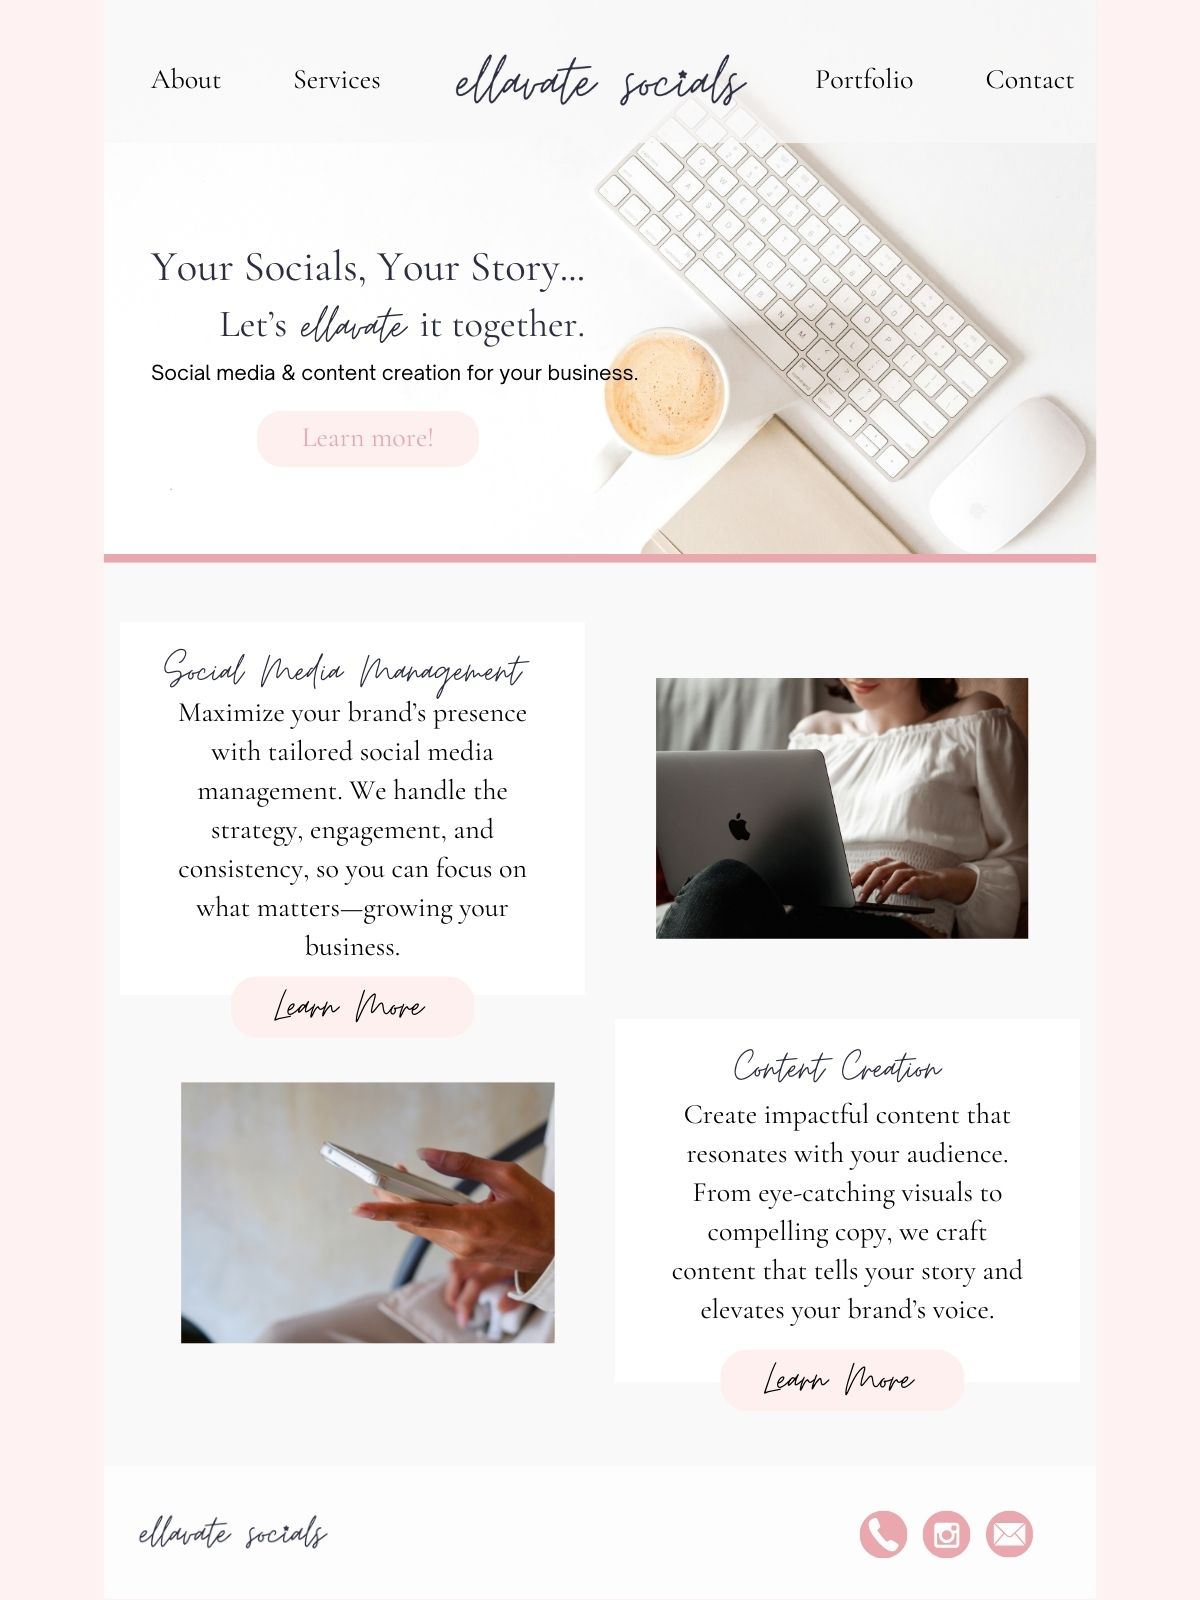 About Services ellavate socials Portfolio Contact
Your Socials, Your Story...
Let's ellavate it together.
Social media & content creation for your business.
Learn more!
Social Media Management
Maximize your brand's presence
with tailored social media
management. We handle the
strategy, engagement, and
consistency, so you can focus on
what matters—growing your
business.
Learn More
Content Creation
Create impactful content that
resonates with your audience.
From eye-catching visuals to
compelling copy, we craft
content that tells your story and
elevates your brand's voice.
Learn More
ellavate socials